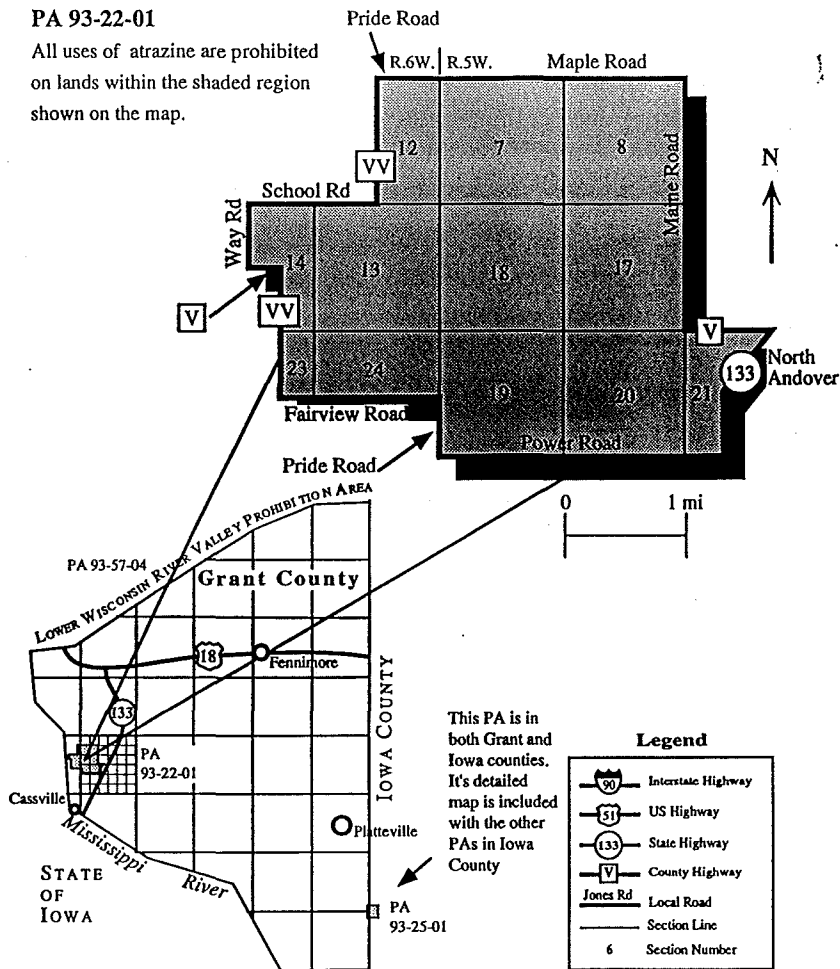 PA 93-22-01
All uses of atrazine are prohibited
on lands within the shaded region
shown on the map.
Pride Road
R.6W. R.5W. Maple Road
12 7 8
VV
School Rd
Way Rd
Mame Road
N
14 13 18 17
V
VV
V
133
North
Andover
23 24 19 20 21
Fairview Road
Power Road
Pride Road
0 1 mi
LOWER WISCONSIN RIVER VALLEY PROHIBITION AREA
PA 93-57-04
Grant County
18
Fennimore
133
IOWA COUNTY
PA
93-22-01
Cassville
Mississippi
River
Platteville
STATE
OF
IOWA
PA
93-25-01
This PA is in
both Grant and
Iowa counties.
It's detailed
map is included
with the other
PAs in Iowa
County
Legend
90 Interstate Highway
51 US Highway
133 State Highway
V County Highway
Jones Rd Local Road
Section Line
6 Section Number